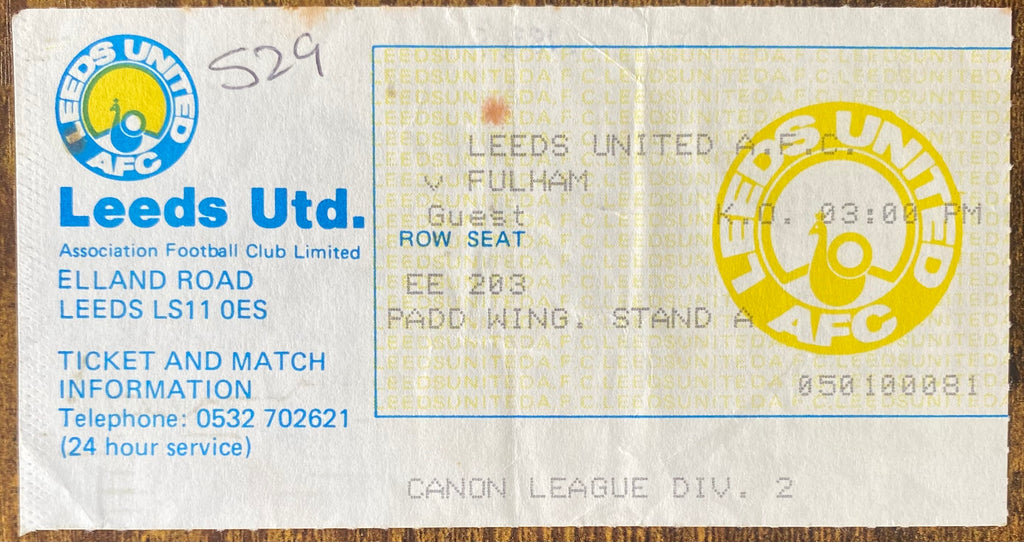 LEEDS UNITED AFC
529
Leeds Utd.
Association Football Club Limited
ELLAND ROAD
LEEDS LS11 0ES
TICKET AND MATCH
INFORMATION
Telephone: 0532 702621
(24 hour service)
LEEDS UNITED A.F.C.
v FULHAM
Guest K.O. 03:00 PM
ROW SEAT
EE 203
PADD.WING. STAND A
LEEDS UNITED AFC
050100081
CANON LEAGUE DIV. 2